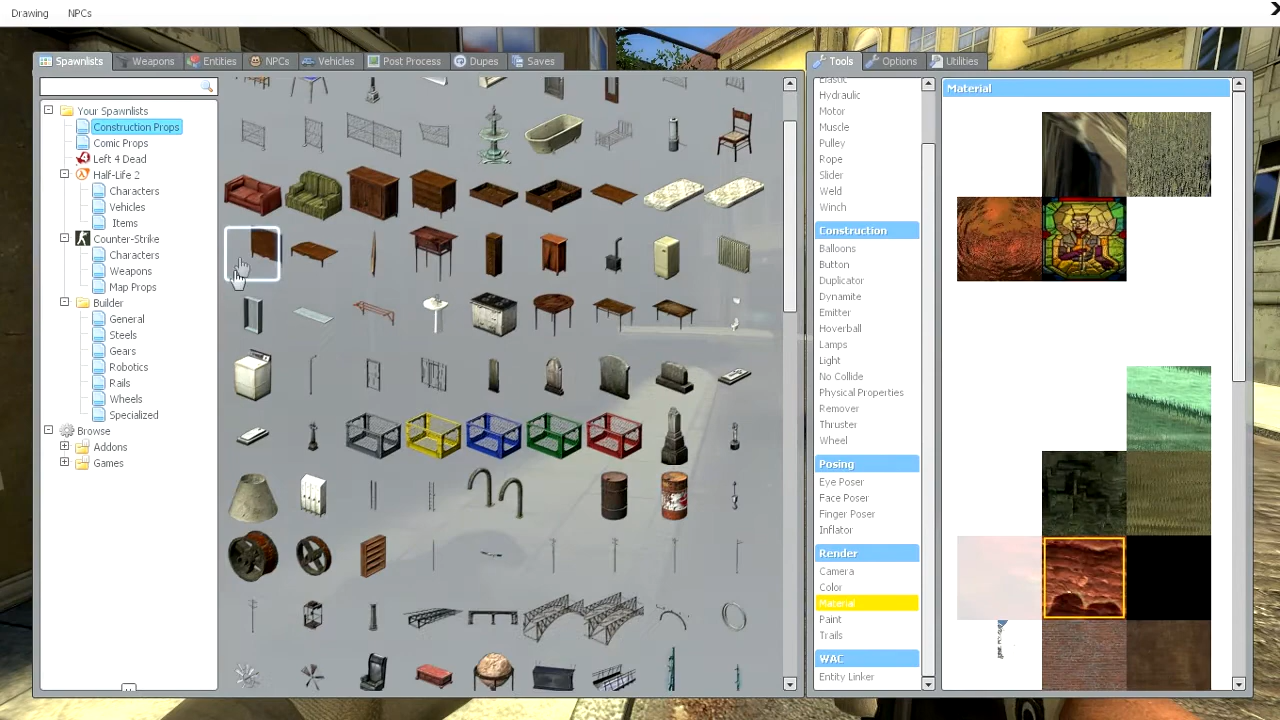 Drawing NPCs
Spawnlists Weapons Entities NPCs Vehicles Post Process Dupes Saves
Your Spawnlists
Construction Props
Comic Props
Left 4 Dead
Half-Life 2
Characters
Vehicles
Items
Counter-Strike
Characters
Weapons
Map Props
Builder
General
Steels
Gears
Robotics
Rails
Wheels
Specialized
Browse
Addons
Games
Tools Options Utilities
Elastic
Hydraulic
Motor
Muscle
Pulley
Rope
Slider
Weld
Winch
Construction
Balloons
Button
Duplicator
Dynamite
Emitter
Hoverball
Lamps
Light
No Collide
Physical Properties
Remover
Thruster
Wheel
Posing
Eye Poser
Face Poser
Finger Poser
Inflator
Render
Camera
Color
Material
Paint
Trails
WAC
Entity Linker
Material